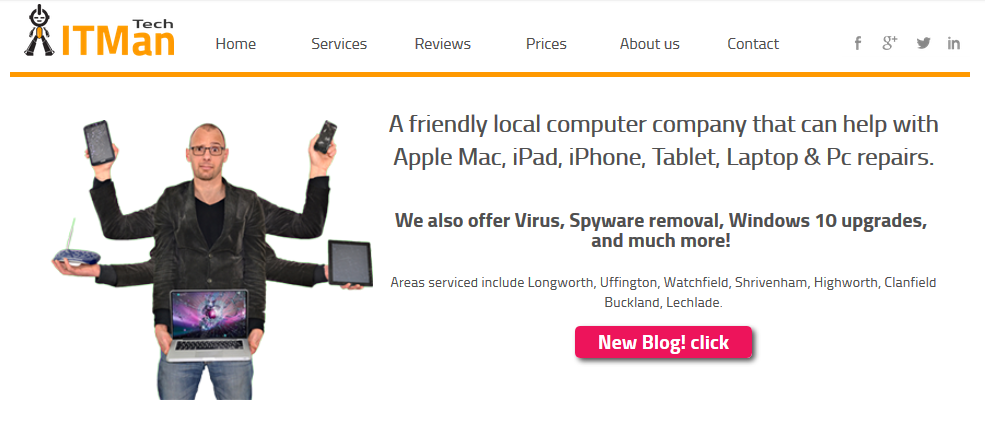 Tech
ITMan
Home Services Reviews Prices About us Contact
A friendly local computer company that can help with
Apple Mac, iPad, iPhone, Tablet, Laptop & Pc repairs.
We also offer Virus, Spyware removal, Windows 10 upgrades,
and much more!
Areas serviced include Longworth, Uffington, Watchfield, Shrivenham, Highworth, Clanfield
Buckland, Lechlade.
New Blog! click